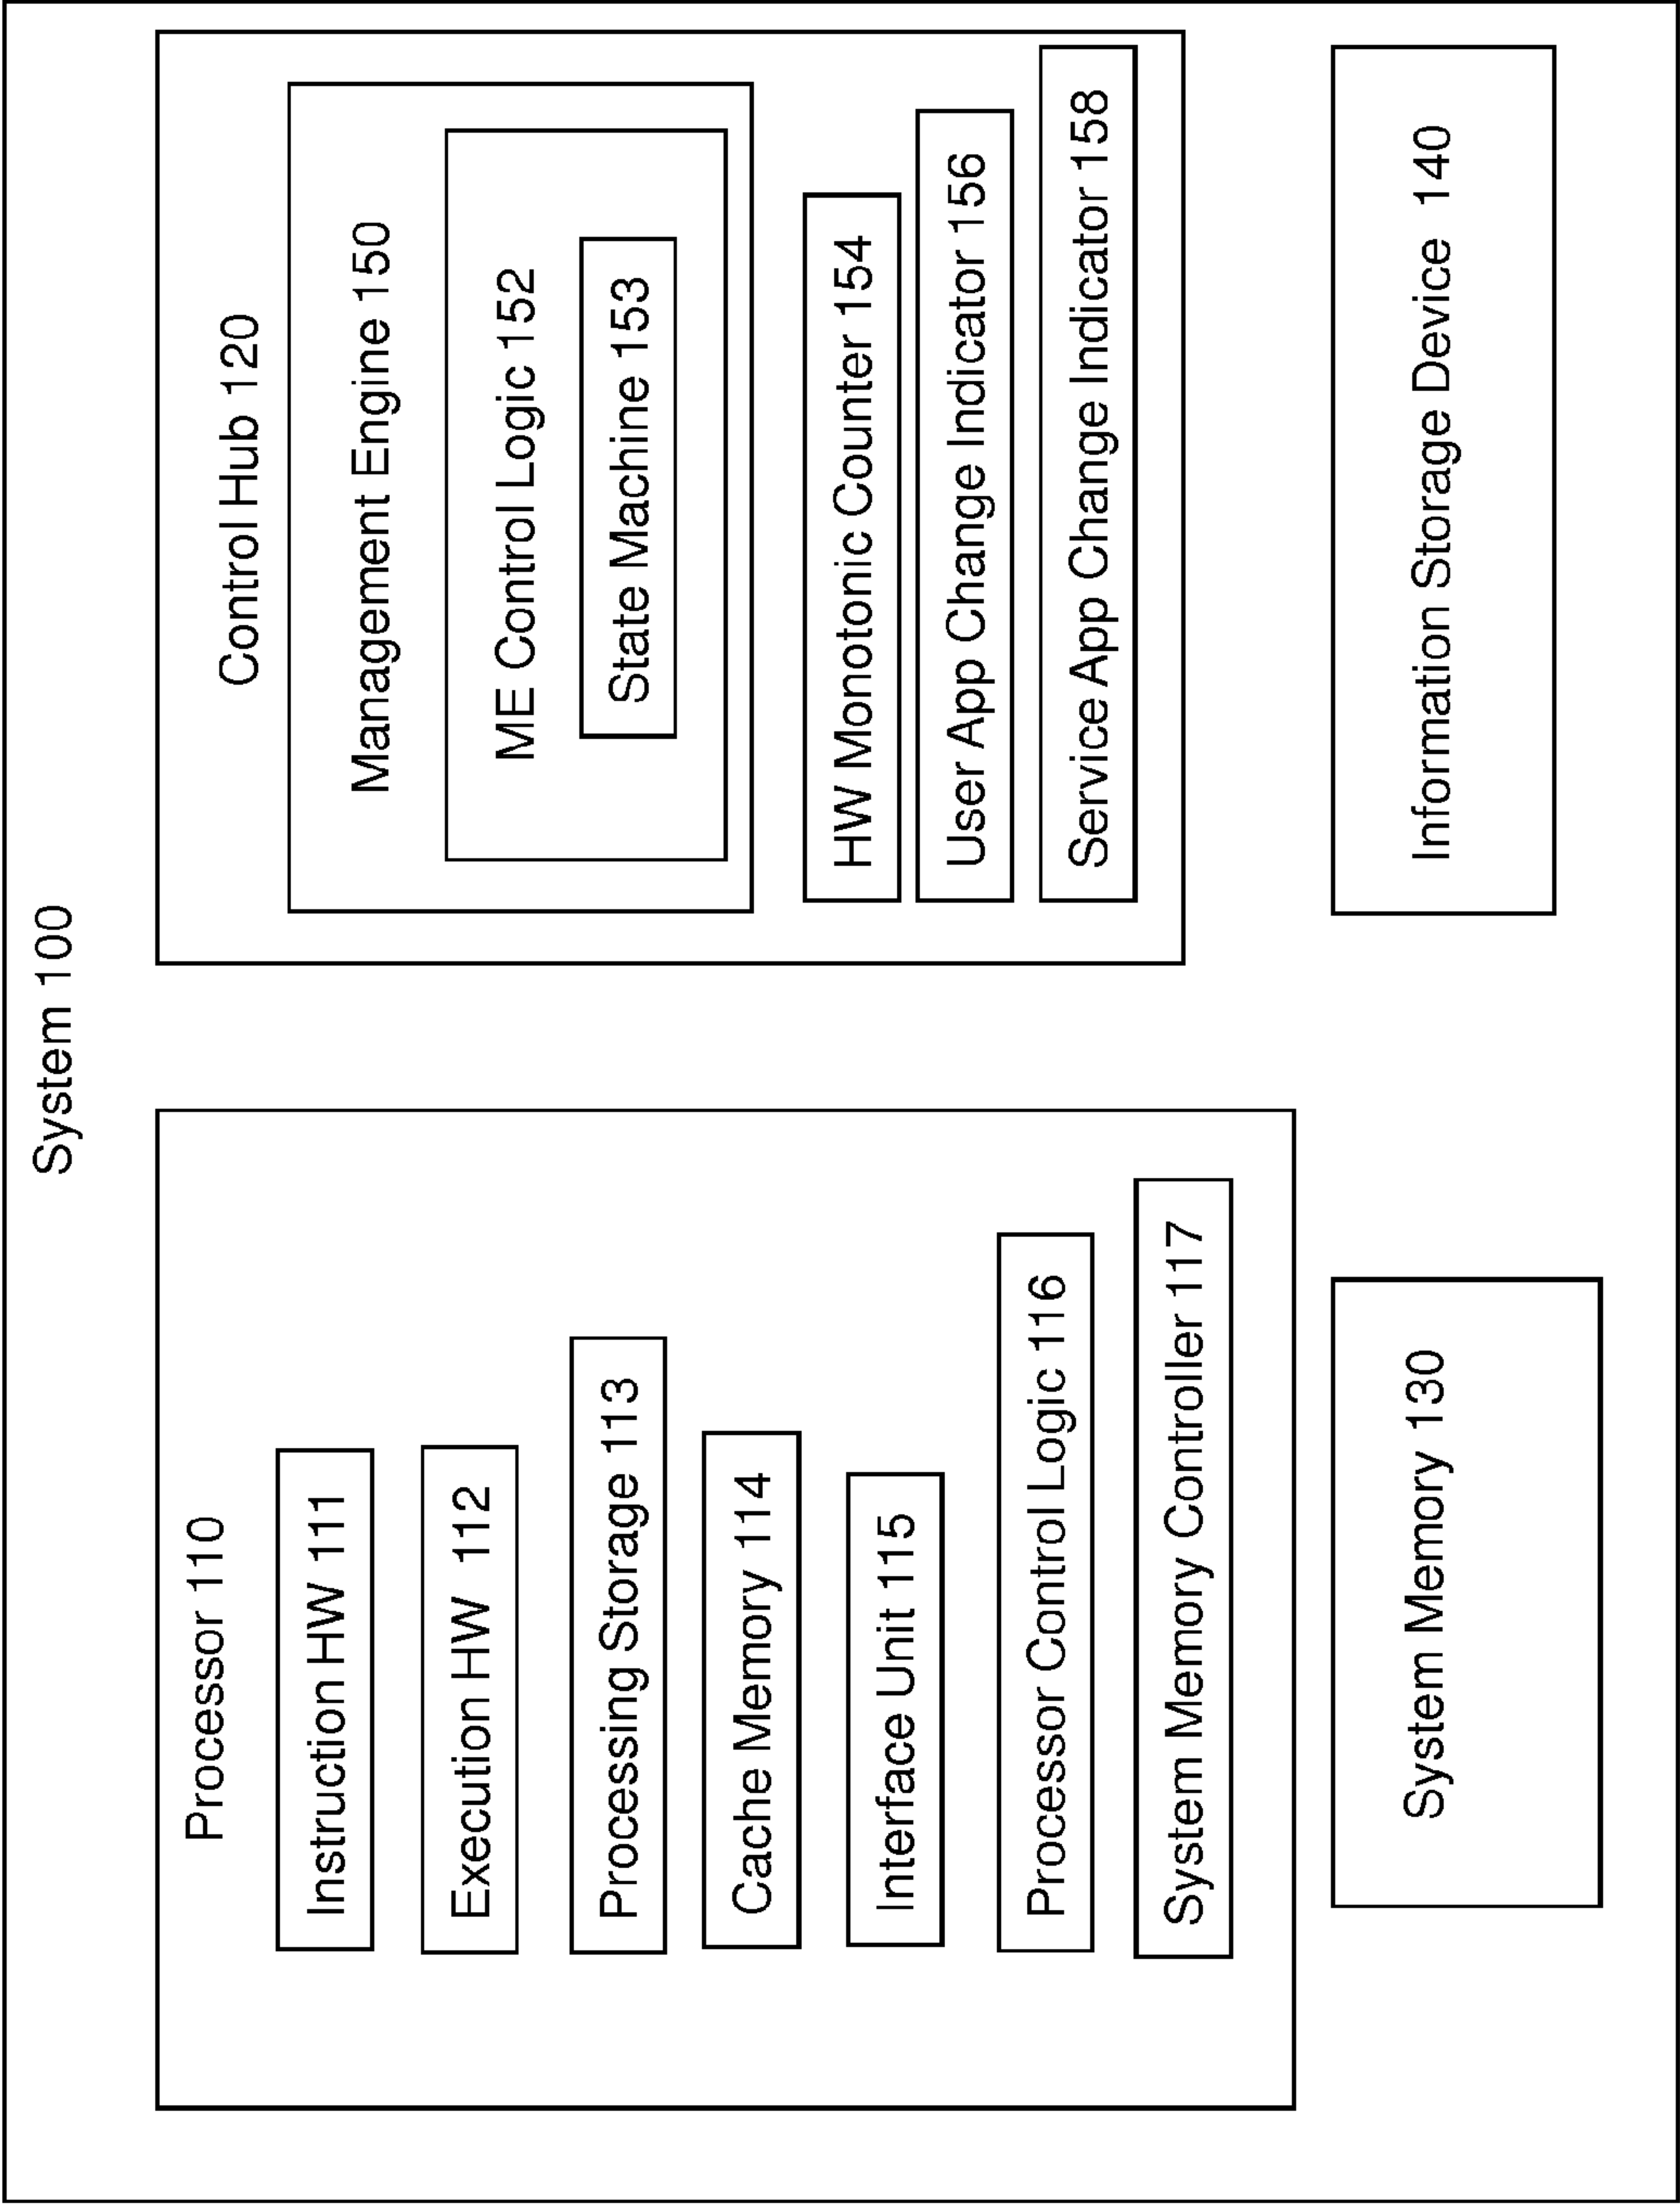 System 100
Processor 110
Instruction HW 111
Execution HW 112
Processing Storage 113
Cache Memory 114
Interface Unit 115
Processor Control Logic 116
System Memory Controller 117
System Memory 130
Control Hub 120
Management Engine 150
ME Control Logic 152
State Machine 153
HW Monotonic Counter 154
User App Change Indicator 156
Service App Change Indicator 158
Information Storage Device 140